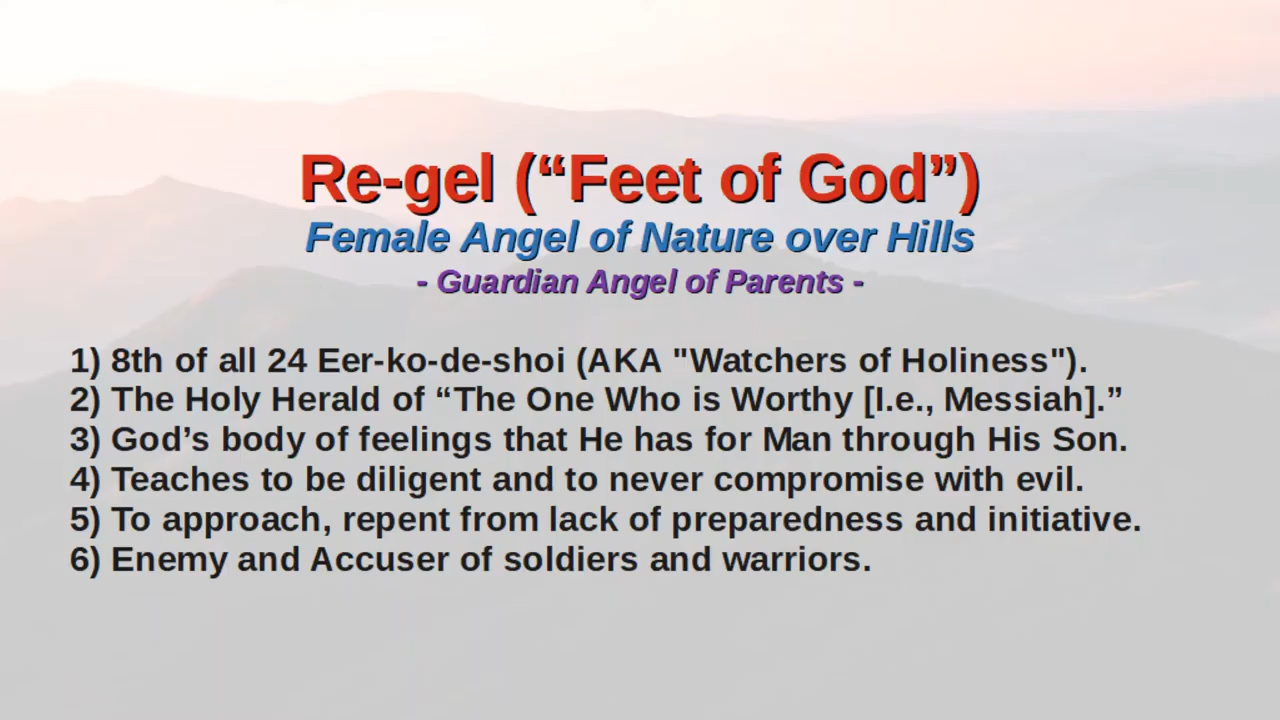 Re-gel (“Feet of God”)
Female Angel of Nature over Hills
- Guardian Angel of Parents -
1) 8th of all 24 Eer-ko-de-shoi (AKA "Watchers of Holiness").
2) The Holy Herald of “The One Who is Worthy [I.e., Messiah].”
3) God’s body of feelings that He has for Man through His Son.
4) Teaches to be diligent and to never compromise with evil.
5) To approach, repent from lack of preparedness and initiative.
6) Enemy and Accuser of soldiers and warriors.